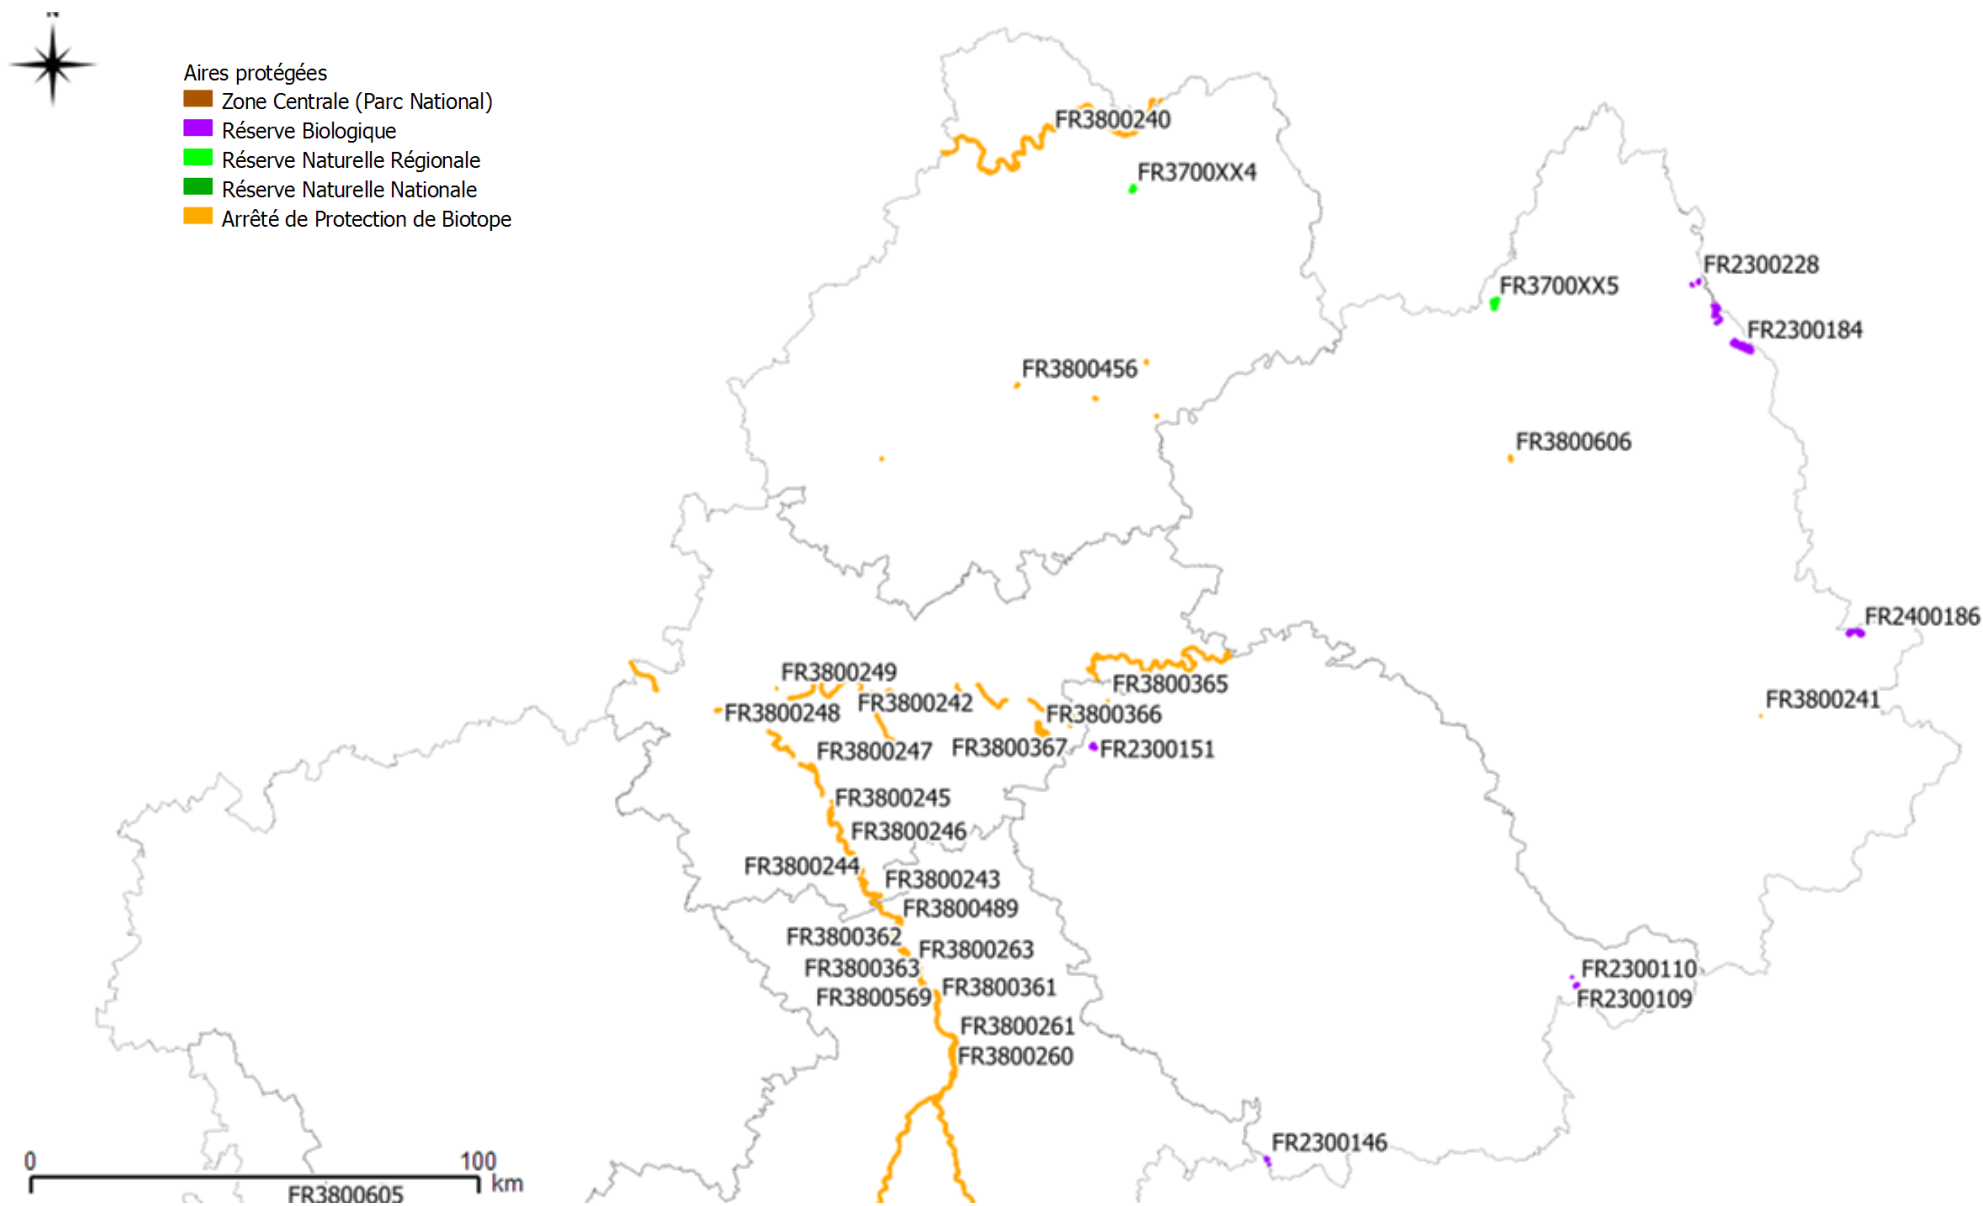 N
Aires protégées
Zone Centrale (Parc National)
Réserve Biologique
Réserve Naturelle Régionale
Réserve Naturelle Nationale
Arrêté de Protection de Biotope
FR3800240
FR3700XX4
FR2300228
FR3700XX5
FR2300184
FR3800456
FR3800606
FR2400186
FR3800249
FR3800365
FR3800241
FR3800242
FR3800248
FR3800366
FR3800247
FR3800367
FR2300151
FR3800245
FR3800246
FR3800244
FR3800243
FR3800489
FR3800362
FR3800263
FR3800363
FR2300110
FR3800361
FR3800569
FR2300109
FR3800261
FR3800260
FR2300146
0 100
km
FR3800605